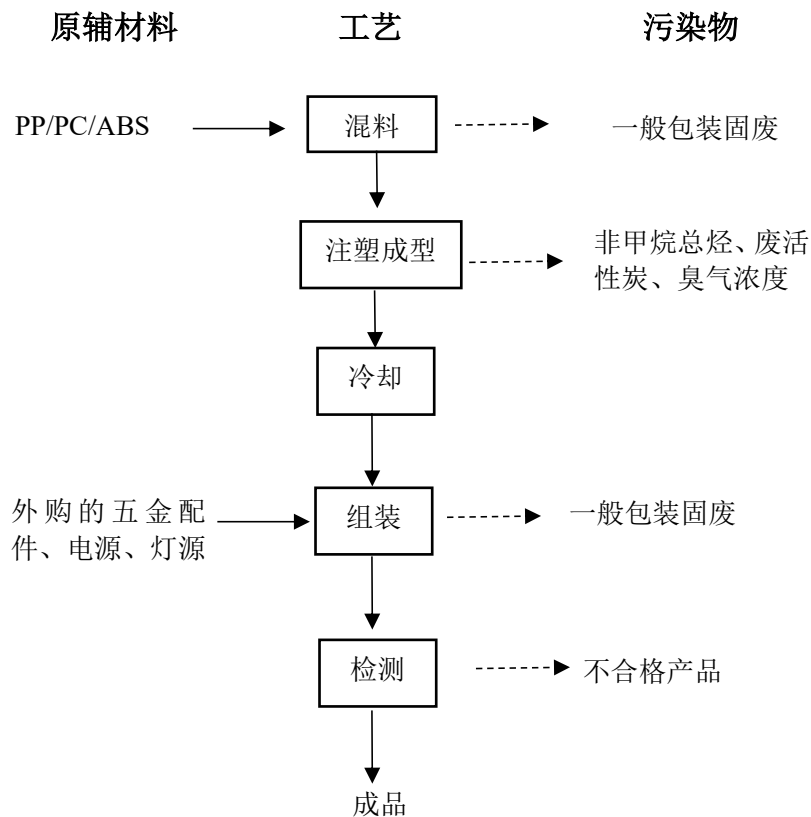 原辅材料 工艺 污染物
PP/PC/ABS 混料 一般包装固废
注塑成型 非甲烷总烃、废活
性炭、臭气浓度
冷却
外购的五金配
件、电源、灯源
组装 一般包装固废
检测 不合格产品
成品